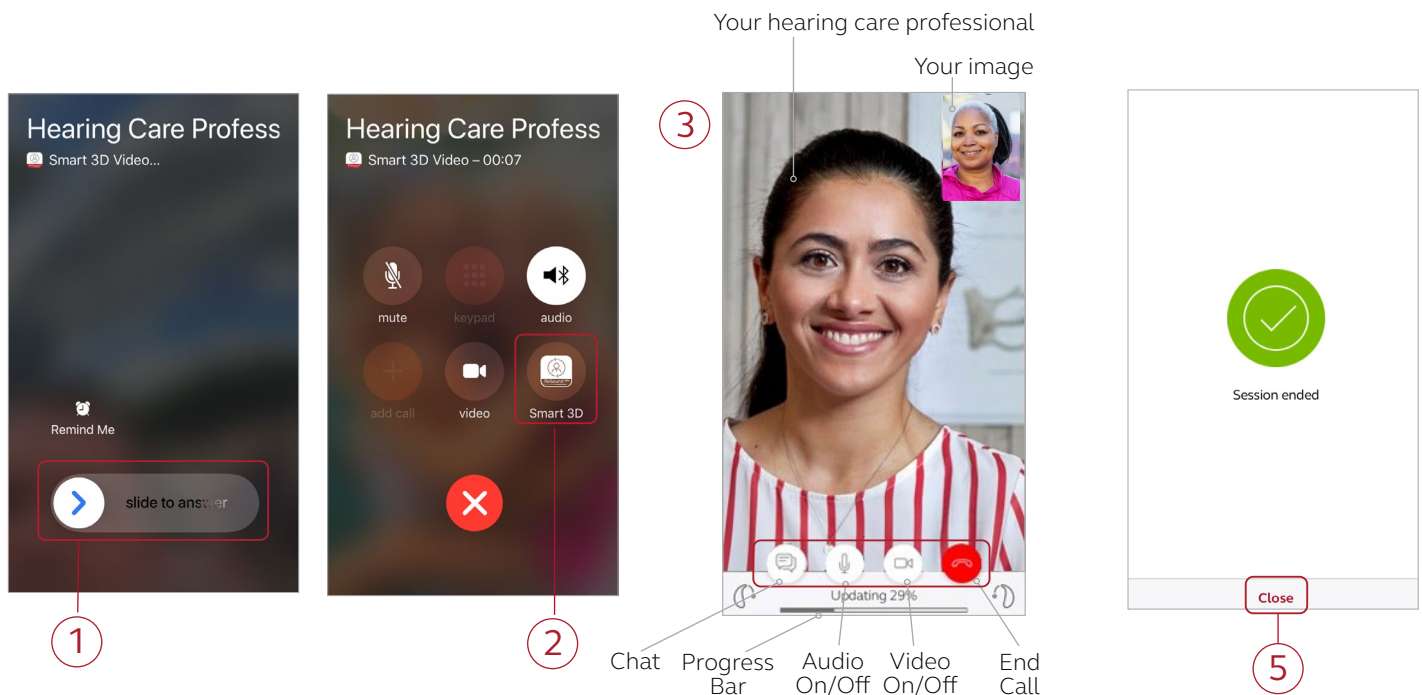 Your hearing care professional
Your image
Hearing Care Profess
Smart 3D Video...
Remind Me
slide to answer
1
Hearing Care Profess
Smart 3D Video – 00:07
mute
keypad
audio
add call
video
Smart 3D
2
3
Updating 29%
Chat
Progress
Bar
Audio
On/Off
Video
On/Off
End
Call
Session ended
Close
5